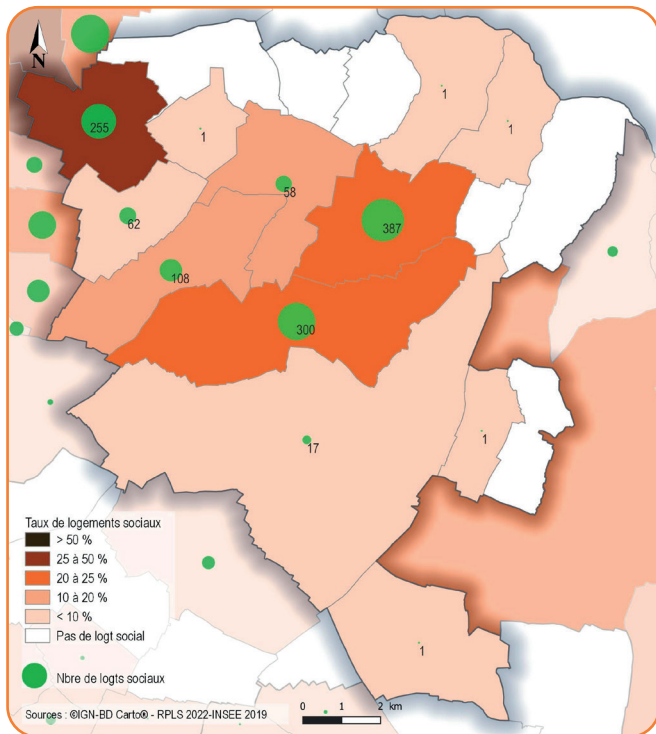 N
255
1
1
1
58
62
387
108
300
17
1
Taux de logements sociaux
> 50 %
25 à 50 %
20 à 25 %
10 à 20 %
< 10 %
Pas de logt social
1
Nbre de logts sociaux
Sources : ©IGN-BD Carto® - RPLS 2022-INSEE 2019
0 1 2 km